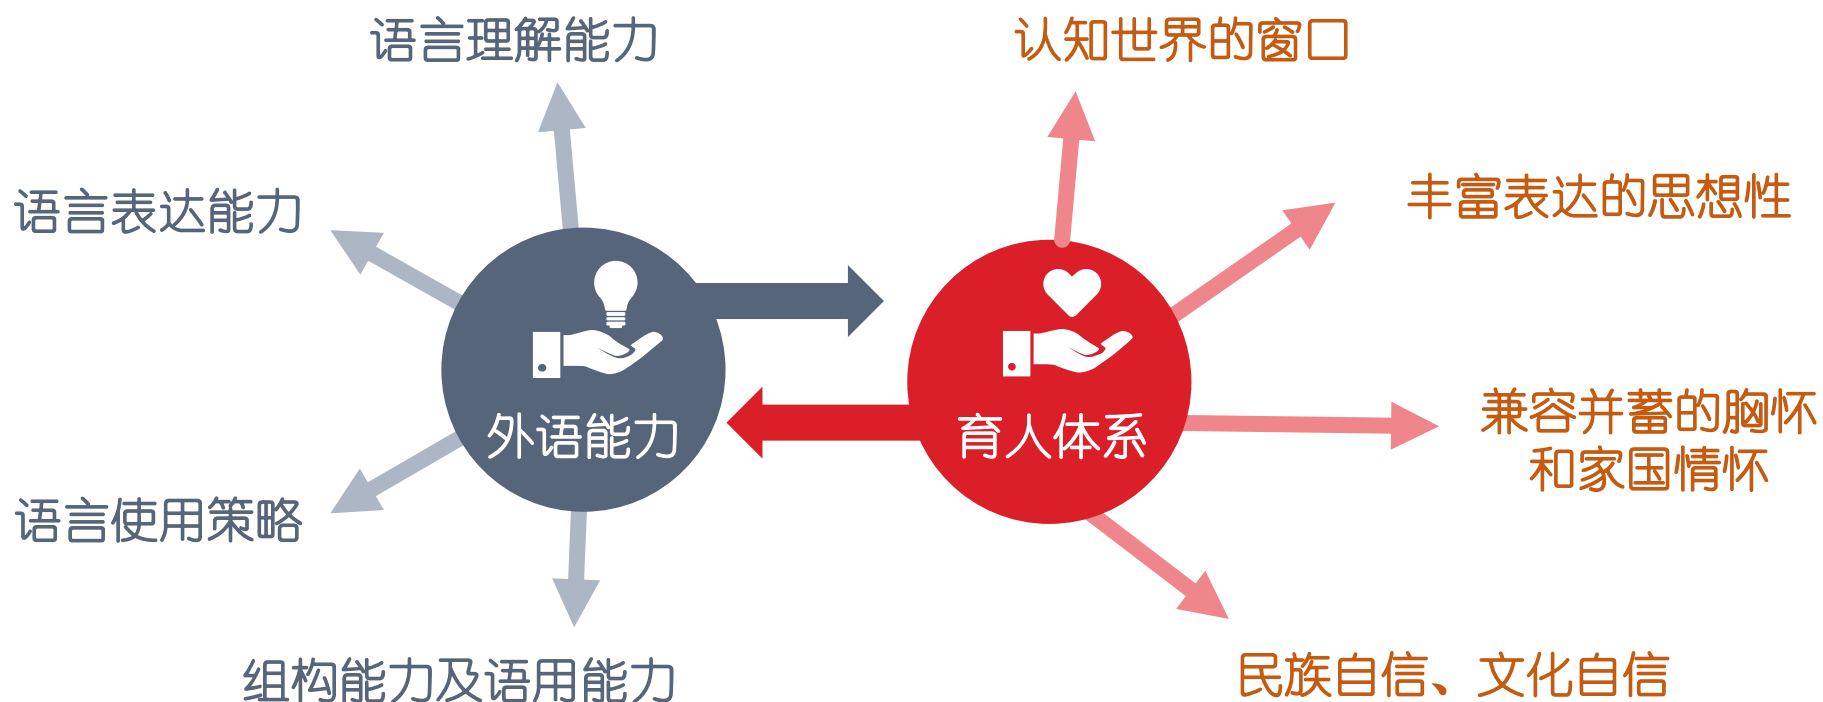 语言理解能力
认知世界的窗口
语言表达能力
丰富表达的思想性
外语能力
育人体系
兼容并蓄的胸怀
和家国情怀
语言使用策略
组构能力及语用能力
民族自信、文化自信